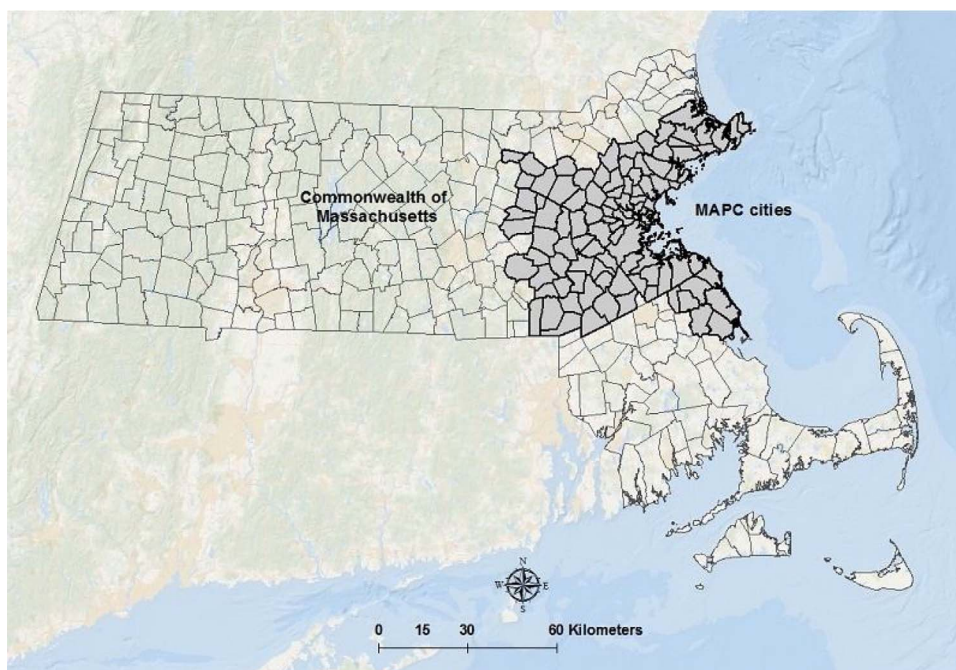 Commonwealth of
Massachusetts
MAPC cities
N
W E
S
0 15 30 60 Kilometers